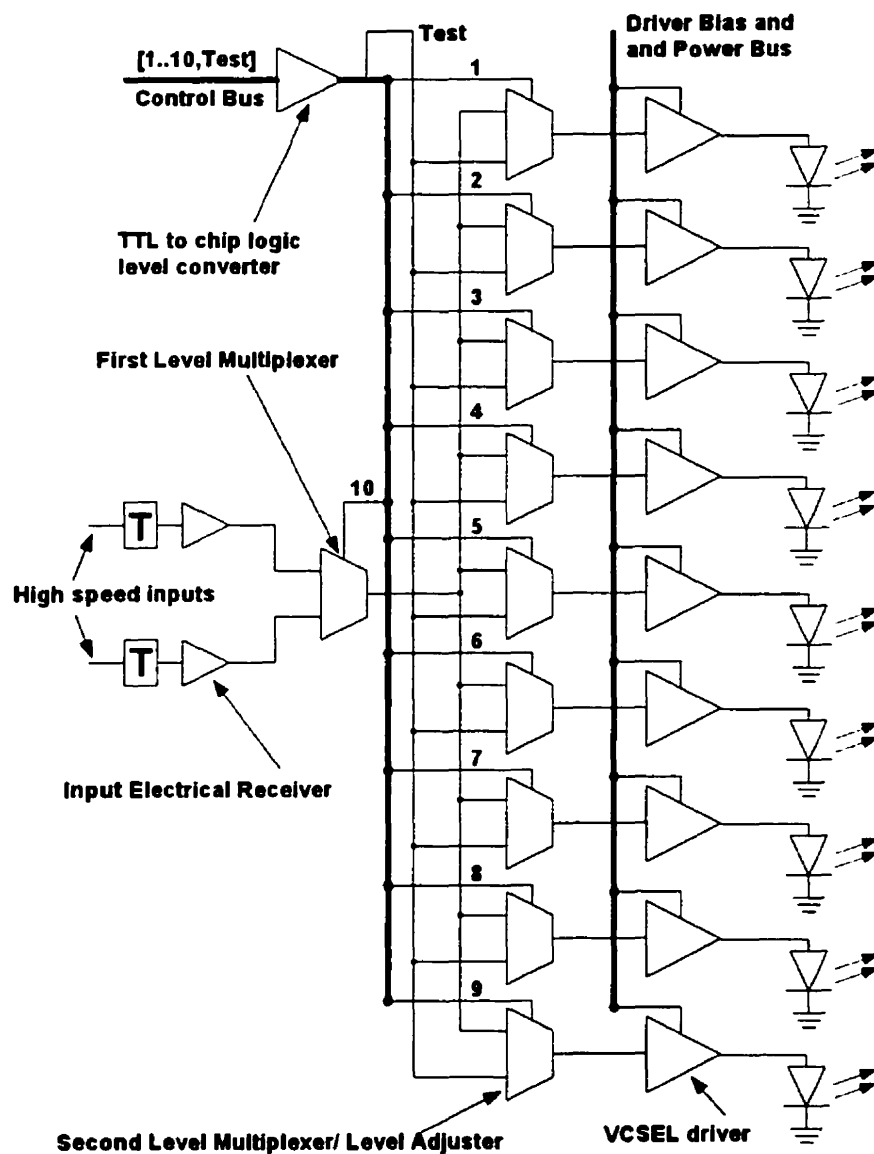 Driver Bias and
and Power Bus
Test
[1..10,Test]
Control Bus
1
2
TTL to chip logic
level converter
3
First Level Multiplexer
4
10
T
5
High speed inputs
T
6
7
Input Electrical Receiver
8
9
Second Level Multiplexer/ Level Adjuster
VCSEL driver